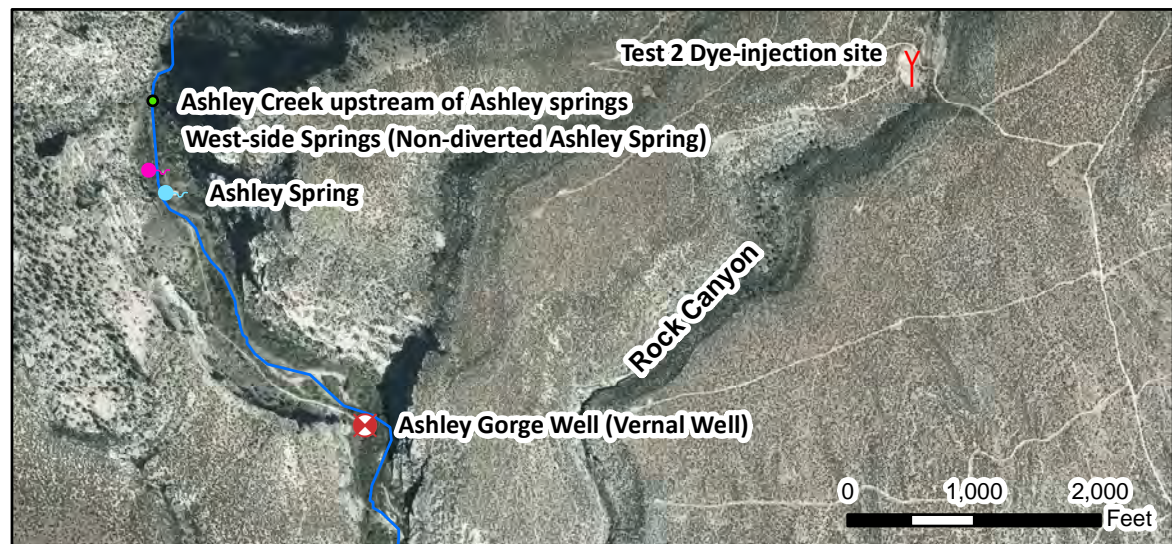 Test 2 Dye-injection site
Ashley Creek upstream of Ashley springs
West-side Springs (Non-diverted Ashley Spring)
Ashley Spring
Rock Canyon
Ashley Gorge Well (Vernal Well)
0 1,000 2,000
Feet